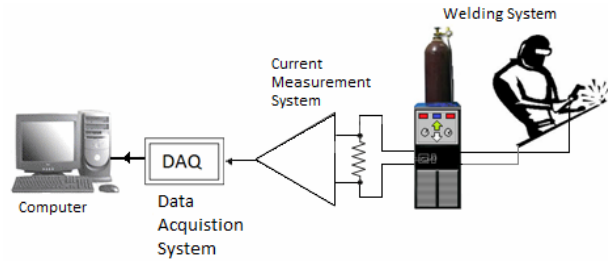 Welding System
Current
Measurement
System
DAQ
Computer
Data
Acquistion
System